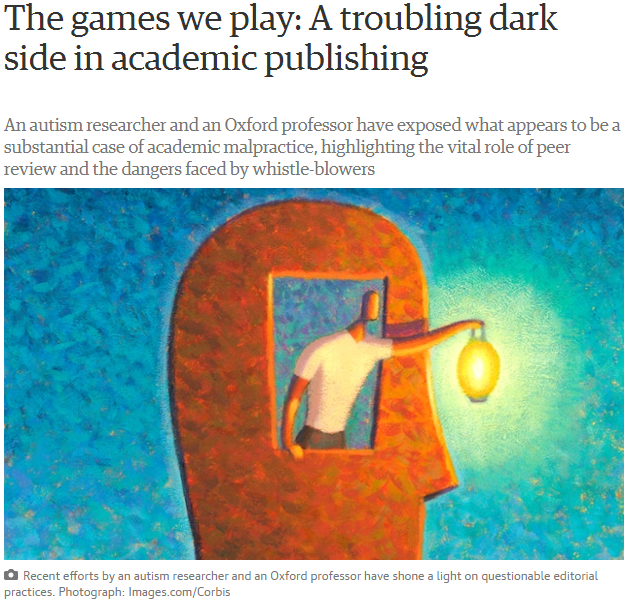 The games we play: A troubling dark
side in academic publishing
An autism researcher and an Oxford professor have exposed what appears to be a
substantial case of academic malpractice, highlighting the vital role of peer
review and the dangers faced by whistle-blowers
Recent efforts by an autism researcher and an Oxford professor have shone a light on questionable editorial
practices. Photograph: Images.com/Corbis